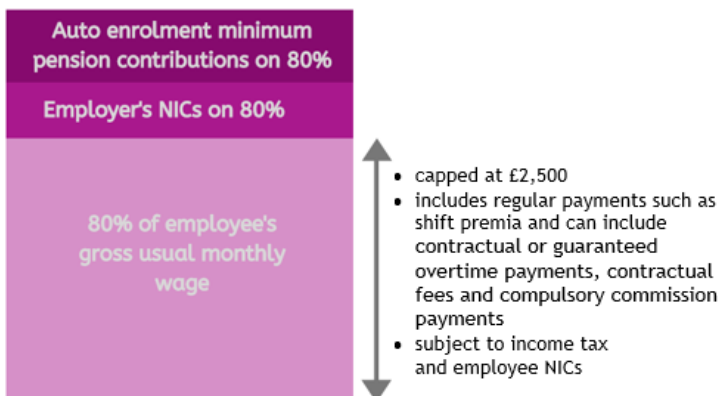 Auto enrolment minimum
pension contributions on 80%
Employer's NICs on 80%
80% of employee's
gross usual monthly
wage
• capped at £2,500
• includes regular payments such as
shift premia and can include
contractual or guaranteed
overtime payments, contractual
fees and compulsory commission
payments
• subject to income tax
and employee NICs